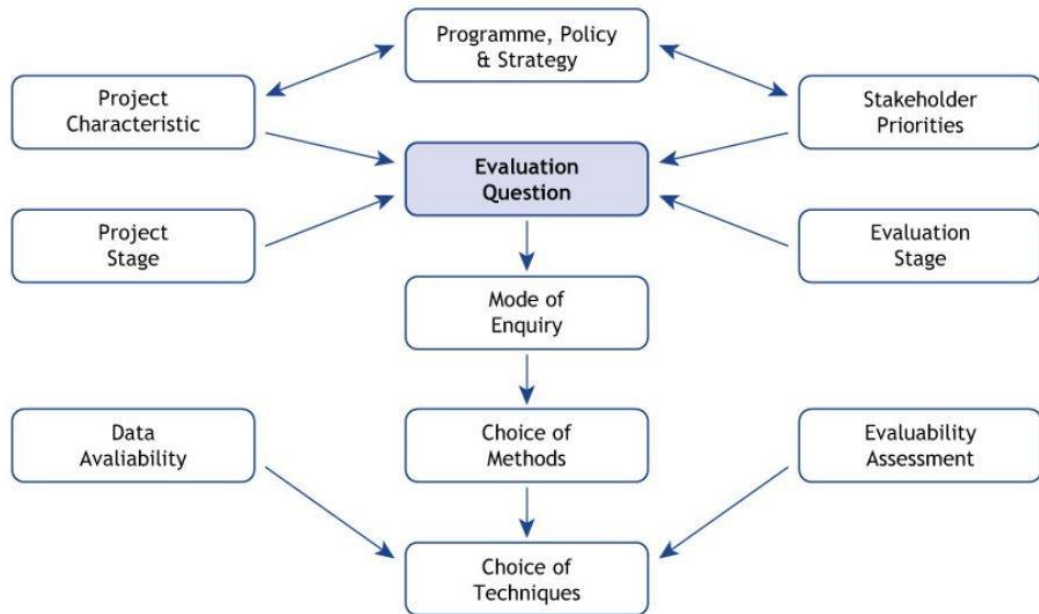 Programme, Policy
& Strategy
Project
Characteristic
Stakeholder
Priorities
Evaluation
Question
Project
Stage
Evaluation
Stage
Mode of
Enquiry
Data
Avaliability
Choice of
Methods
Evaluability
Assessment
Choice of
Techniques